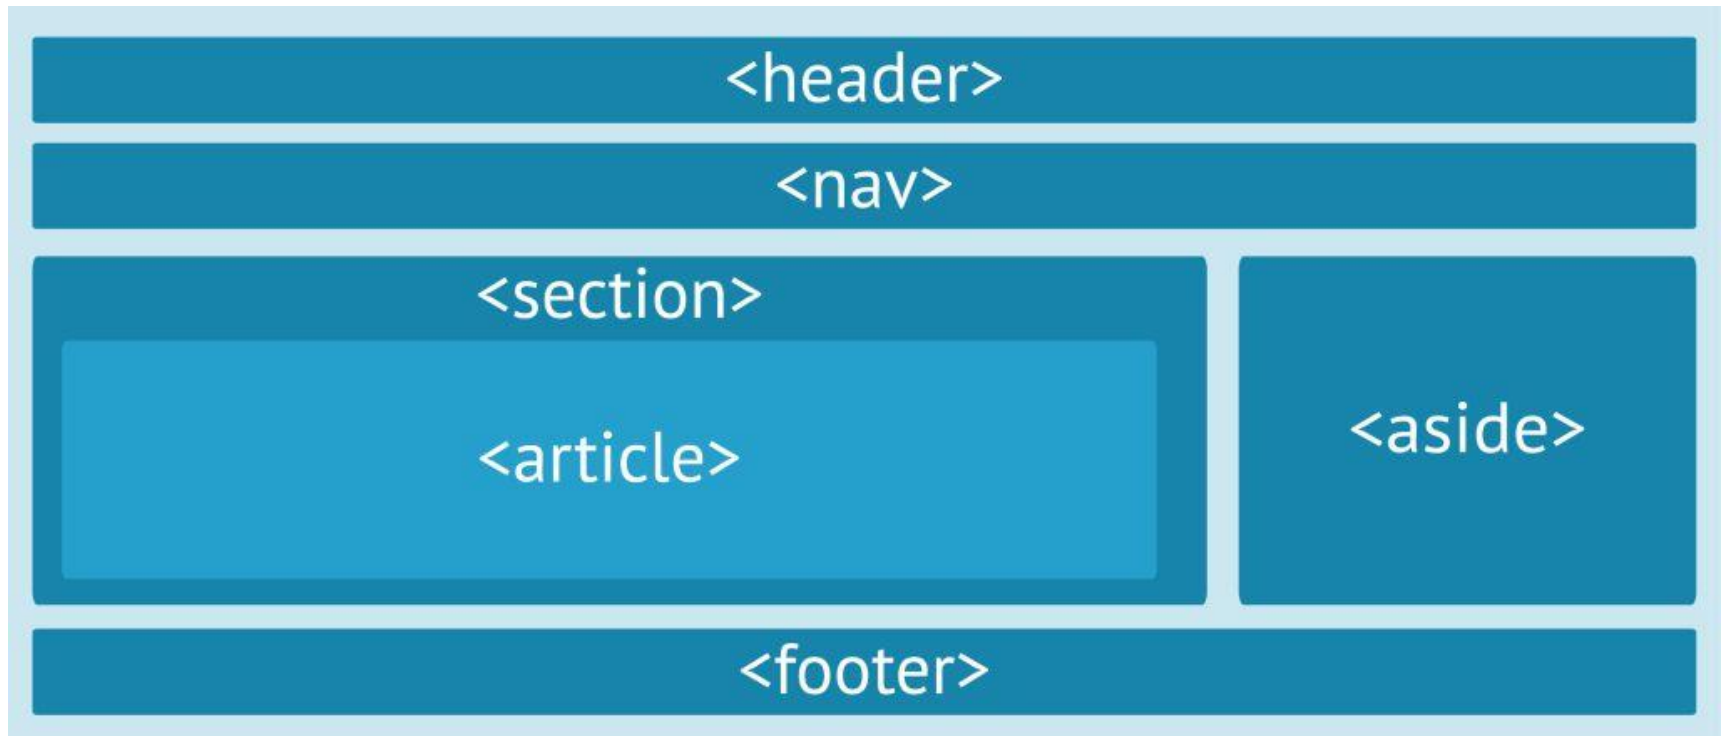 <header>
<nav>
<section>
<article>
<aside>
<footer>